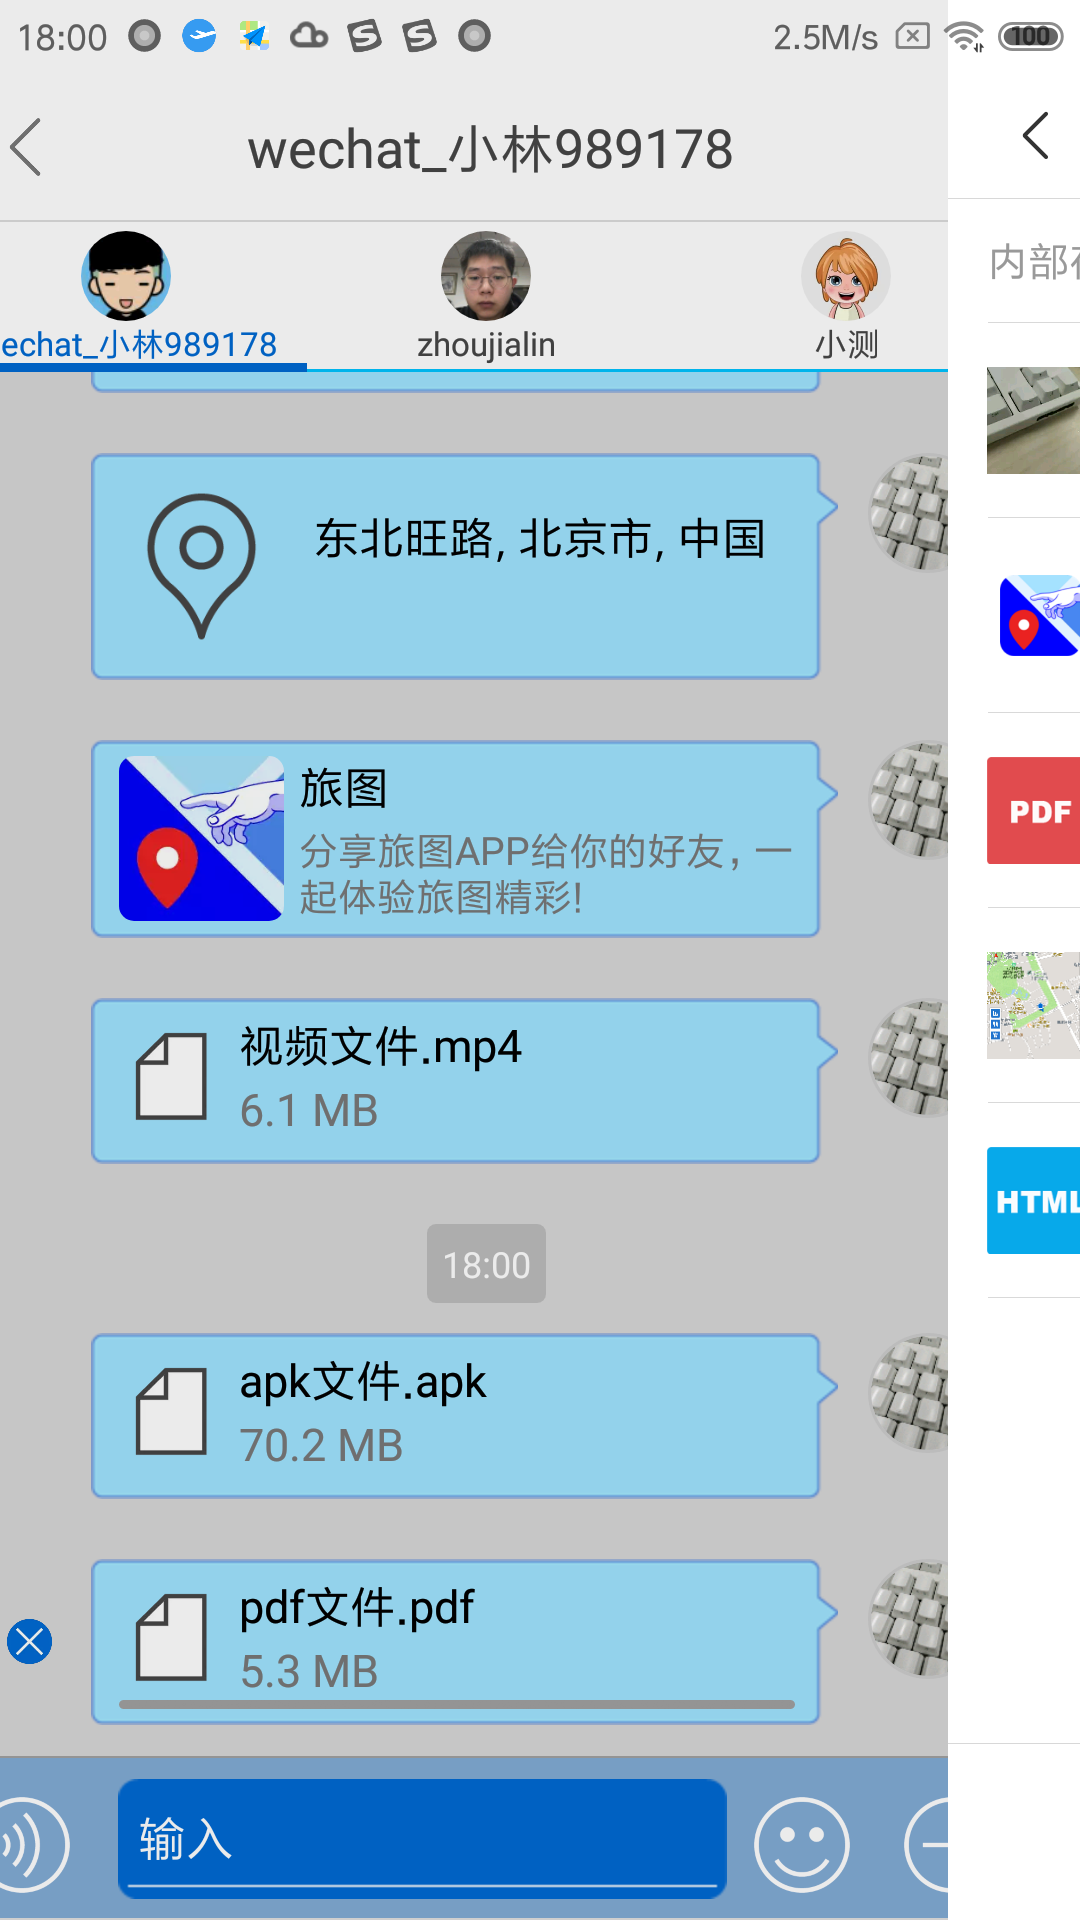 18:00
2.5M/s
100
wechat_小林989178
内部
echat_小林989178
zhoujialin
小测
东北旺路, 北京市, 中国
旅图
分享旅图APP给你的好友，一
起体验旅图精彩!
PDF
视频文件.mp4
6.1 MB
HTML
18:00
apk文件.apk
70.2 MB
pdf文件.pdf
5.3 MB
输入